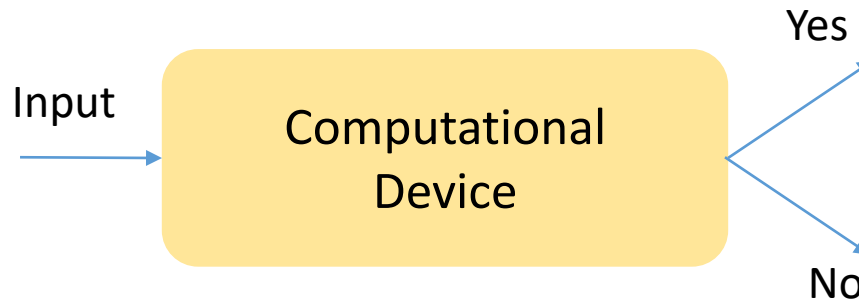 Yes
Input
Computational
Device
No